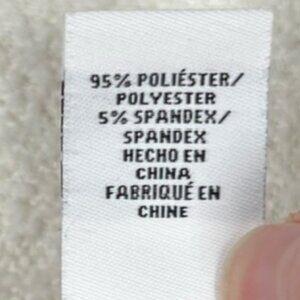 95% POLIÉSTER/
POLYESTER
5% SPANDEX/
SPANDEX
HECHO EN
CHINA
FABRIQUÉ EN
CHINE